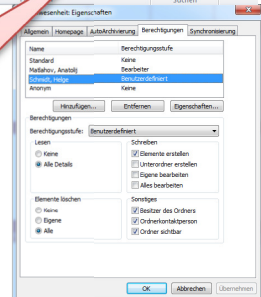 Suchen
wesenheit: Eigenschaften
Allgemein Homepage AutoArchivierung Berechtigungen Synchronisierung
Name Berechtigungsstufe
Standard Keine
Matlahov, Anatolij Bearbeiter
Schmidt, Helge Benutzerdefiniert
Anonym Keine
Hinzufügen... Entfernen Eigenschaften...
Berechtigungen
Berechtigungsstufe: Benutzerdefiniert
Lesen Schreiben
Keine Elemente erstellen
Alle Details Unterordner erstellen
Eigene bearbeiten
Alles bearbeiten
Elemente löschen Sonstiges
Keine Besitzer des Ordners
Eigene Ordnerkontaktperson
Alle Ordner sichtbar
OK Abbrechen Übernehmen